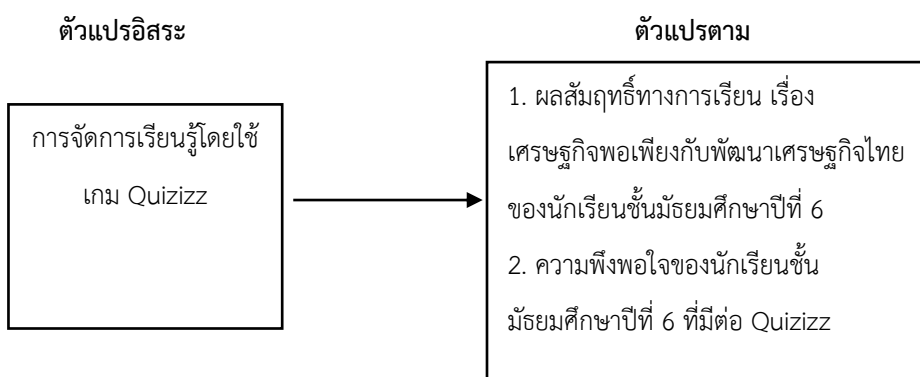 ตัวแปรอิสระ
ตัวแปรตาม
การจัดการเรียนรู้โดยใช้
เกม Quizizz
1. ผลสัมฤทธิ์ทางการเรียน เรื่อง
เศรษฐกิจพอเพียงกับพัฒนาเศรษฐกิจไทย
ของนักเรียนชั้นมัธยมศึกษาปีที่ 6
2. ความพึงพอใจของนักเรียนชั้น
มัธยมศึกษาปีที่ 6 ที่มีต่อ Quizizz